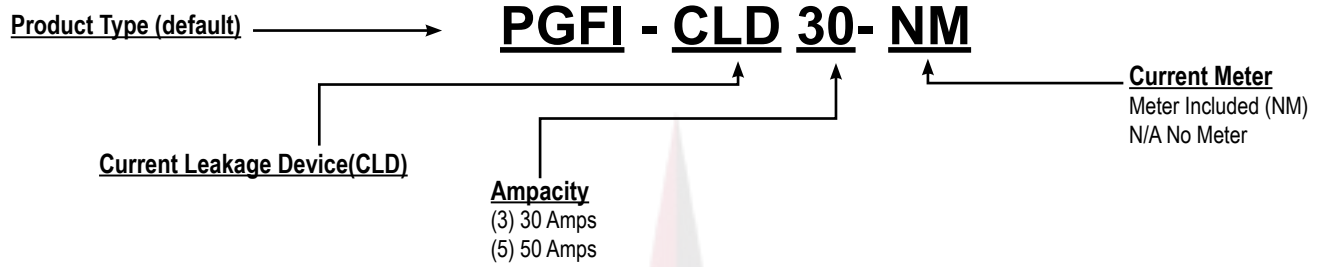 Product Type (default)
PGFI - CLD 30- NM
Current Meter
Meter Included (NM)
N/A No Meter
Current Leakage Device(CLD)
Ampacity
(3) 30 Amps
(5) 50 Amps